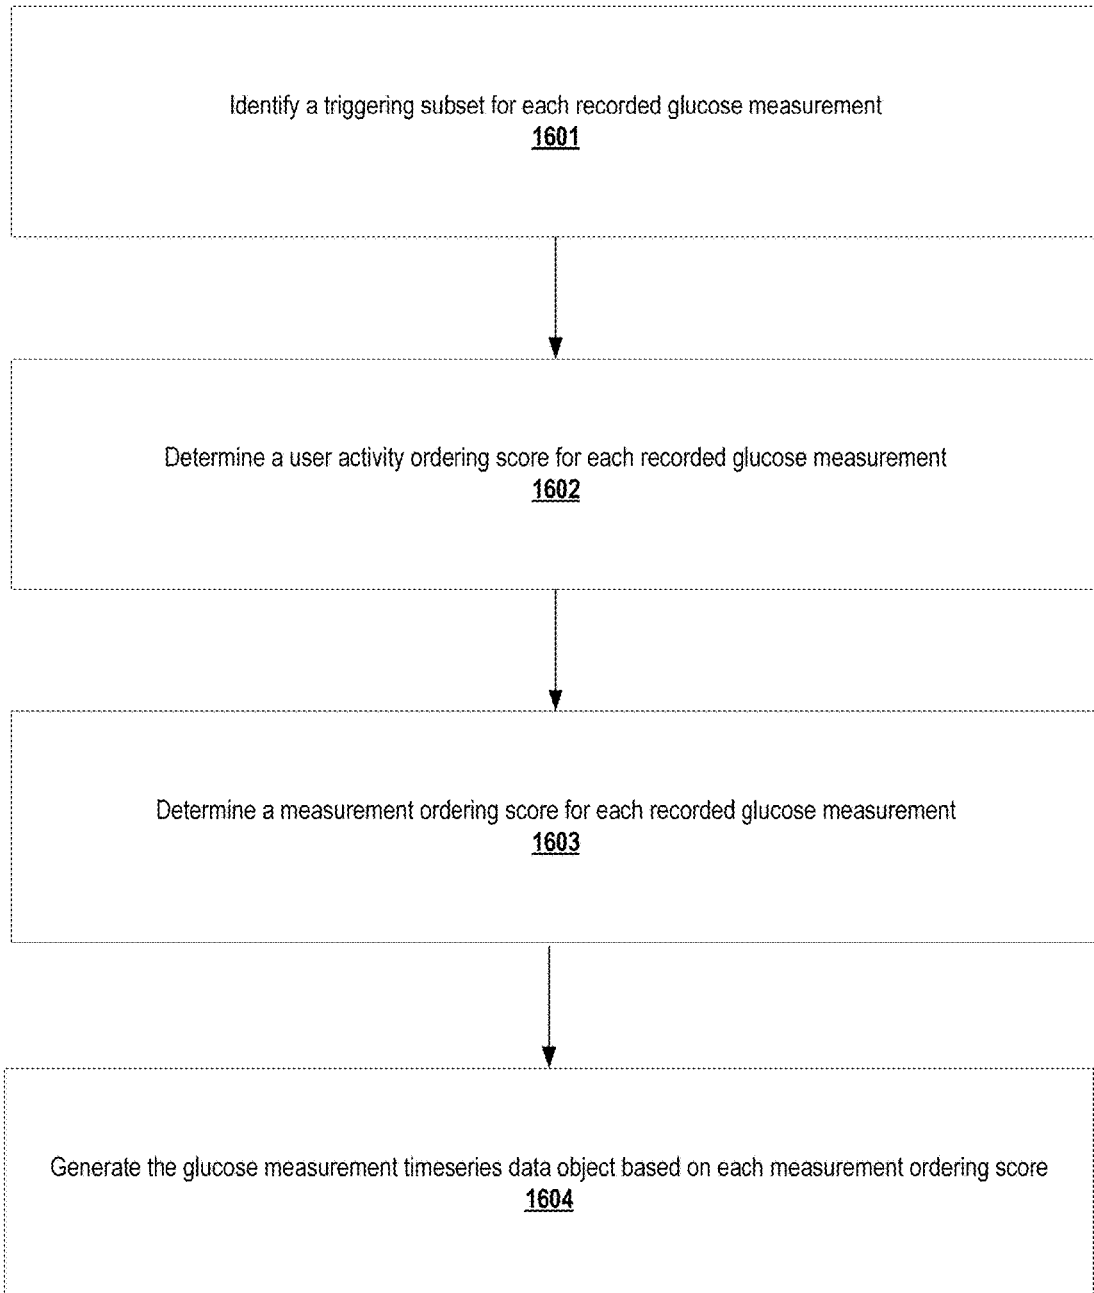 Identify a triggering subset for each recorded glucose measurement
1601
Determine a user activity ordering score for each recorded glucose measurement
1602
Determine a measurement ordering score for each recorded glucose measurement
1603
Generate the glucose measurement timeseries data object based on each measurement ordering score
1604